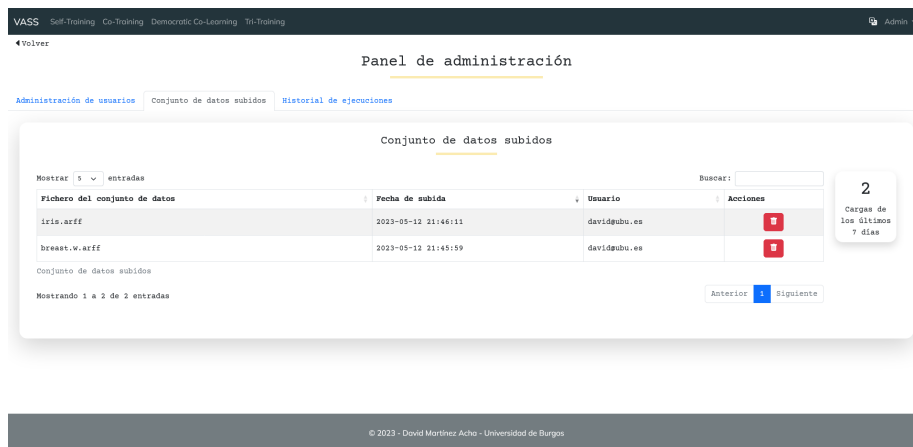 VASS Self-Training Co-Training Democratic Co-Learning Tri-Training Admin
Volver
Panel de administración
Administración de usuarios Conjunto de datos subidos Historial de ejecuciones
Conjunto de datos subidos
Mostrar 5 entradas Buscar:
Fichero del conjunto de datos Fecha de subida Usuario Acciones
iris.arff 2023-05-12 21:46:11 david@ubu.es
breast.w.arff 2023-05-12 21:45:59 david@ubu.es
Conjunto de datos subidos
Mostrando 1 a 2 de 2 entradas Anterior 1 Siguiente
2
Cargas de
los últimos
7 días
© 2023 - David Martínez Acha - Universidad de Burgos